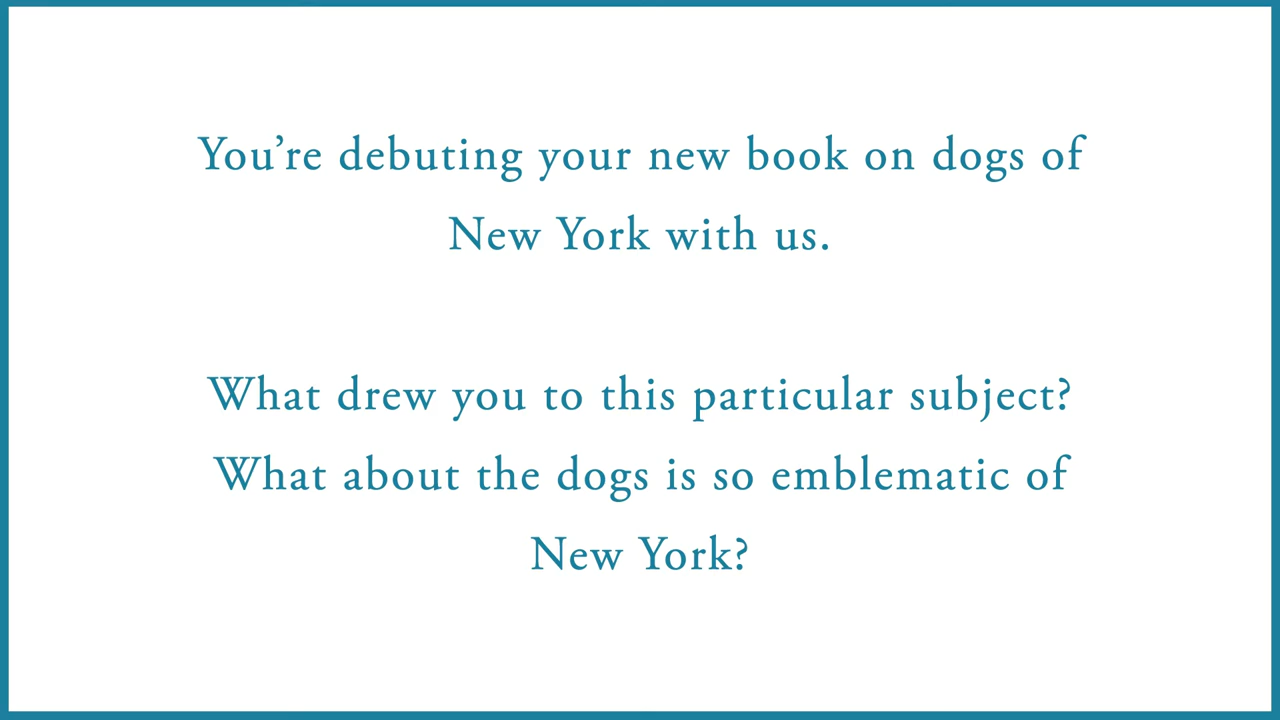 You’re debuting your new book on dogs of
New York with us.
What drew you to this particular subject?
What about the dogs is so emblematic of
New York?